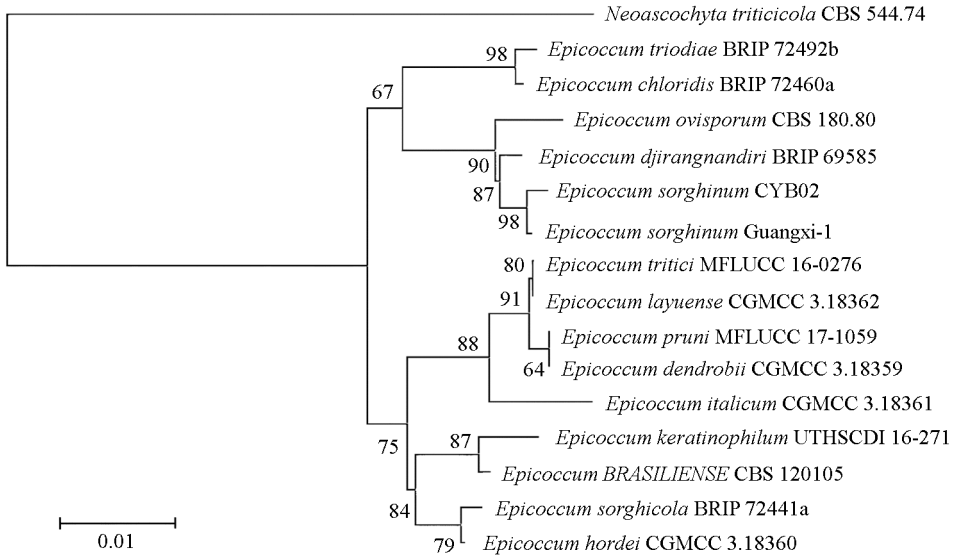 Neoascochyta triticicola CBS 544.74
98 Epicoccum triodiae BRIP 72492b
Epicoccum chloridis BRIP 72460a
67
Epicoccum ovisporum CBS 180.80
90 Epicoccum djirangnandiri BRIP 69585
87 Epicoccum sorghinum CYB02
98 Epicoccum sorghinum Guangxi-1
80 Epicoccum tritici MFLUCC 16-0276
91 Epicoccum layuense CGMCC 3.18362
Epicoccum pruni MFLUCC 17-1059
88
64 Epicoccum dendrobii CGMCC 3.18359
Epicoccum italicum CGMCC 3.18361
75 87 Epicoccum keratinophilum UTHSCDI 16-271
Epicoccum BRASILIENSE CBS 120105
84 Epicoccum sorghicola BRIP 72441a
79 Epicoccum hordei CGMCC 3.18360
0.01